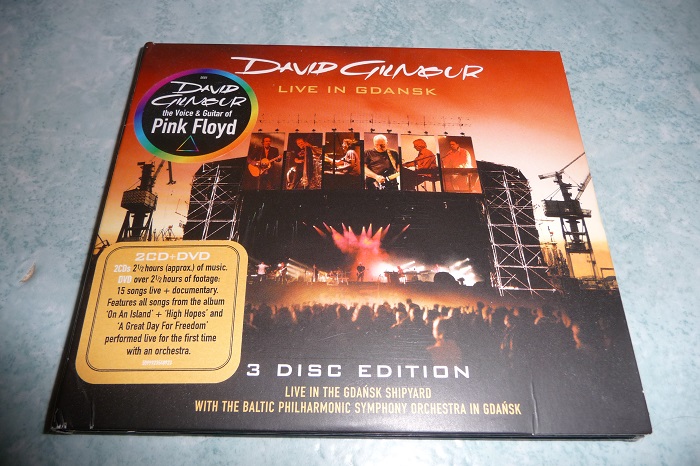 DAVID GILMOUR
LIVE IN GDANSK
DAVID
GILMOUR
the Voice & Guitar of
Pink Floyd
2CD+DVD
2CDs 2½ hours (approx.) of music.
DVD over 2½ hours of footage:
15 songs live + documentary.
Features all songs from the album
'On An Island' + 'High Hopes' and
'A Great Day For Freedom'
performed live for the first time
with an orchestra.
3 DISC EDITION
LIVE IN THE GDAŃSK SHIPYARD
WITH THE BALTIC PHILHARMONIC SYMPHONY ORCHESTRA IN GDAŃSK